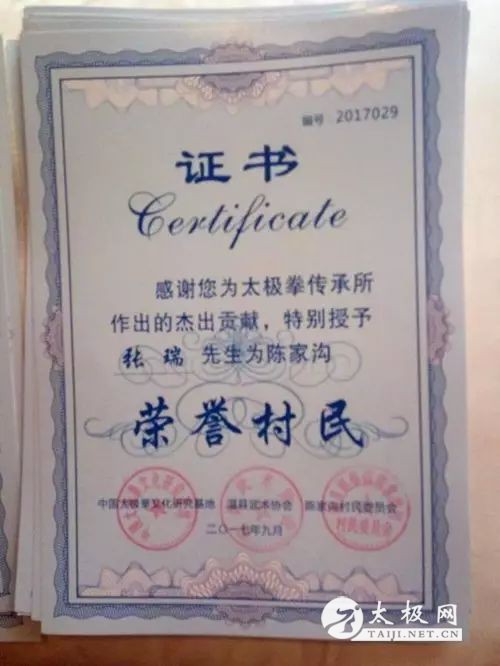 编号 2017029
证书
Certificate
感谢您为太极拳传承所
作出的杰出贡献，特别授予
张瑞 先生为陈家沟
荣誉村民
中国太极拳文化研究基地 温县武术协会 陈家沟村民委员会
二〇一七年九月
太极网
TAIJI.NET.CN